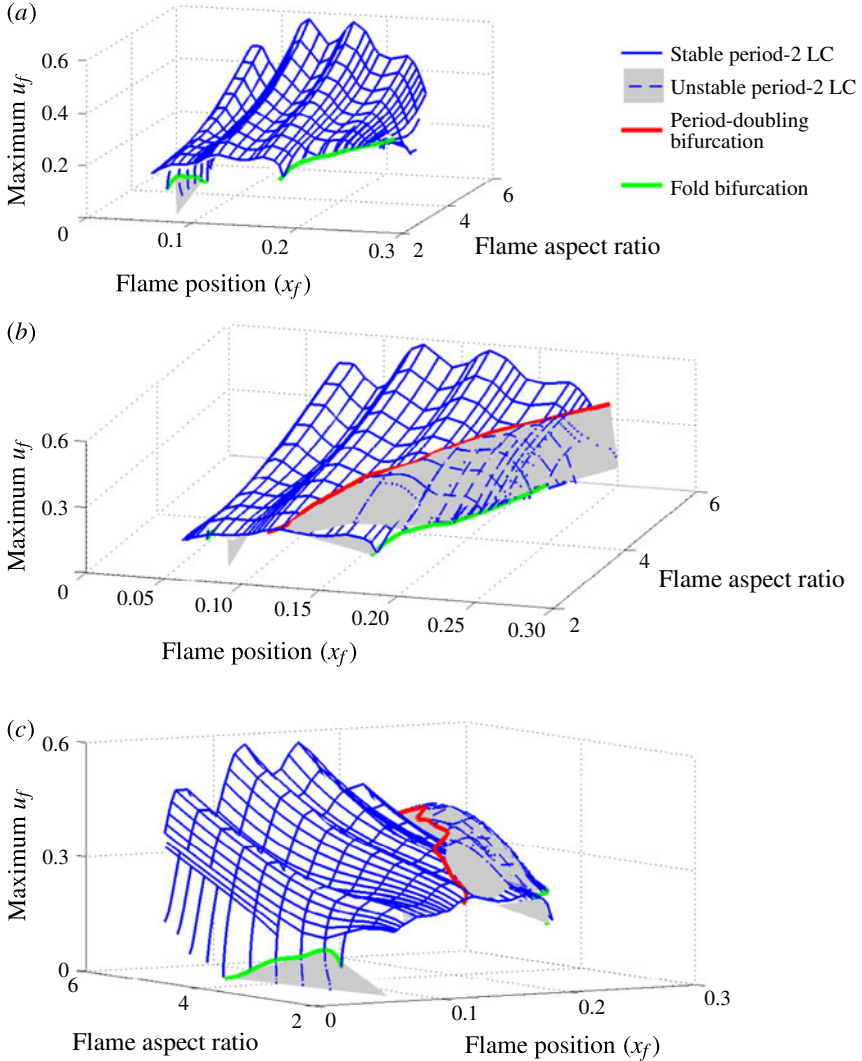 (a)
0.6
0.4
0.2
0
Maximum u_f
0.1
0.2
0.3
2
4
6
Flame position (x_f)
Flame aspect ratio
Stable period-2 LC
Unstable period-2 LC
Period-doubling
bifurcation
Fold bifurcation
(b)
0.6
0.3
0
Maximum u_f
0.05
0.10
0.15
0.20
0.25
0.30
2
4
6
Flame position (x_f)
Flame aspect ratio
(c)
0.6
0.3
0
Maximum u_f
6
4
2
0
0.1
0.2
0.3
Flame aspect ratio
Flame position (x_f)